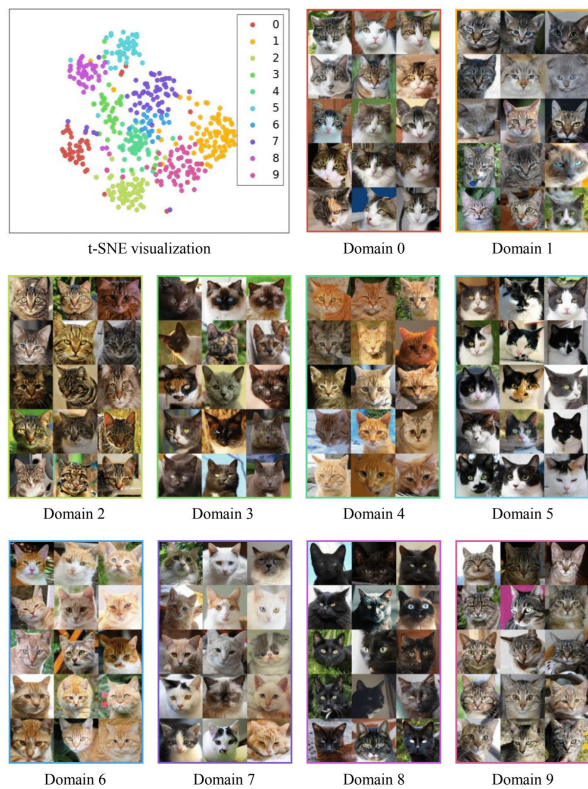 0
1
2
3
4
5
6
7
8
9
t-SNE visualization
Domain 0
Domain 1
Domain 2
Domain 3
Domain 4
Domain 5
Domain 6
Domain 7
Domain 8
Domain 9